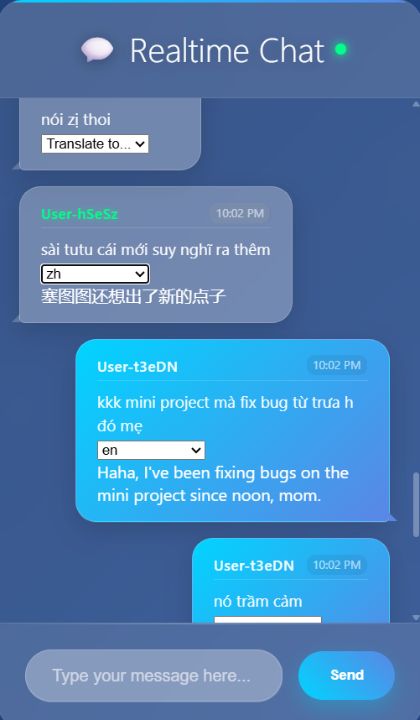 Realtime Chat
nói zị thoi
Translate to...
User-hSeSz 10:02 PM
sài tutu cái mới suy nghĩ ra thêm
zh
塞图图还想出了新的点子
User-t3eDN 10:02 PM
kkk mini project mà fix bug từ trưa h
đó mẹ
en
Haha, I've been fixing bugs on the
mini project since noon, mom.
User-t3eDN 10:02 PM
nó trầm cảm
Type your message here...
Send